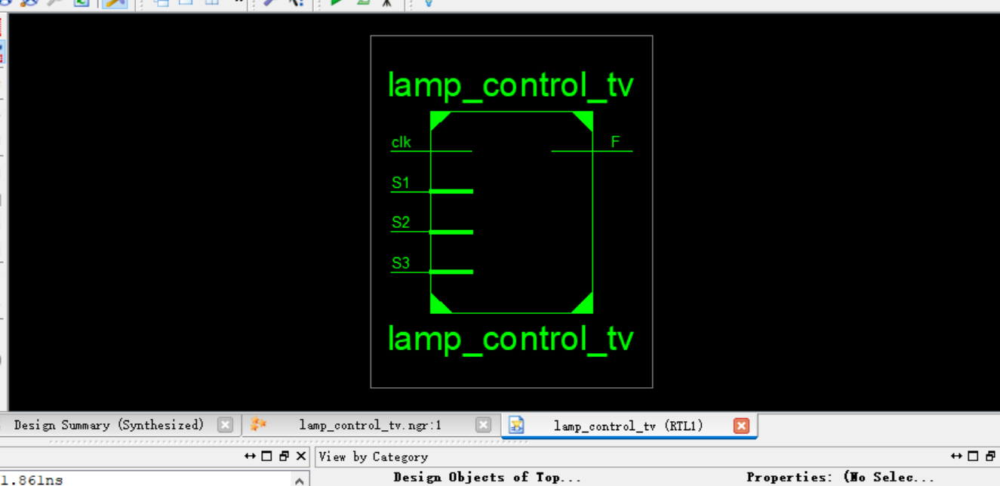 lamp_control_tv
clk F
S1
S2
S3
lamp_control_tv
Design Summary (Synthesized) lamp_control_tv.ngr:1 lamp_control_tv (RTL1)
View by Category
1.861ns Design Objects of Top... Properties: (No Selec...